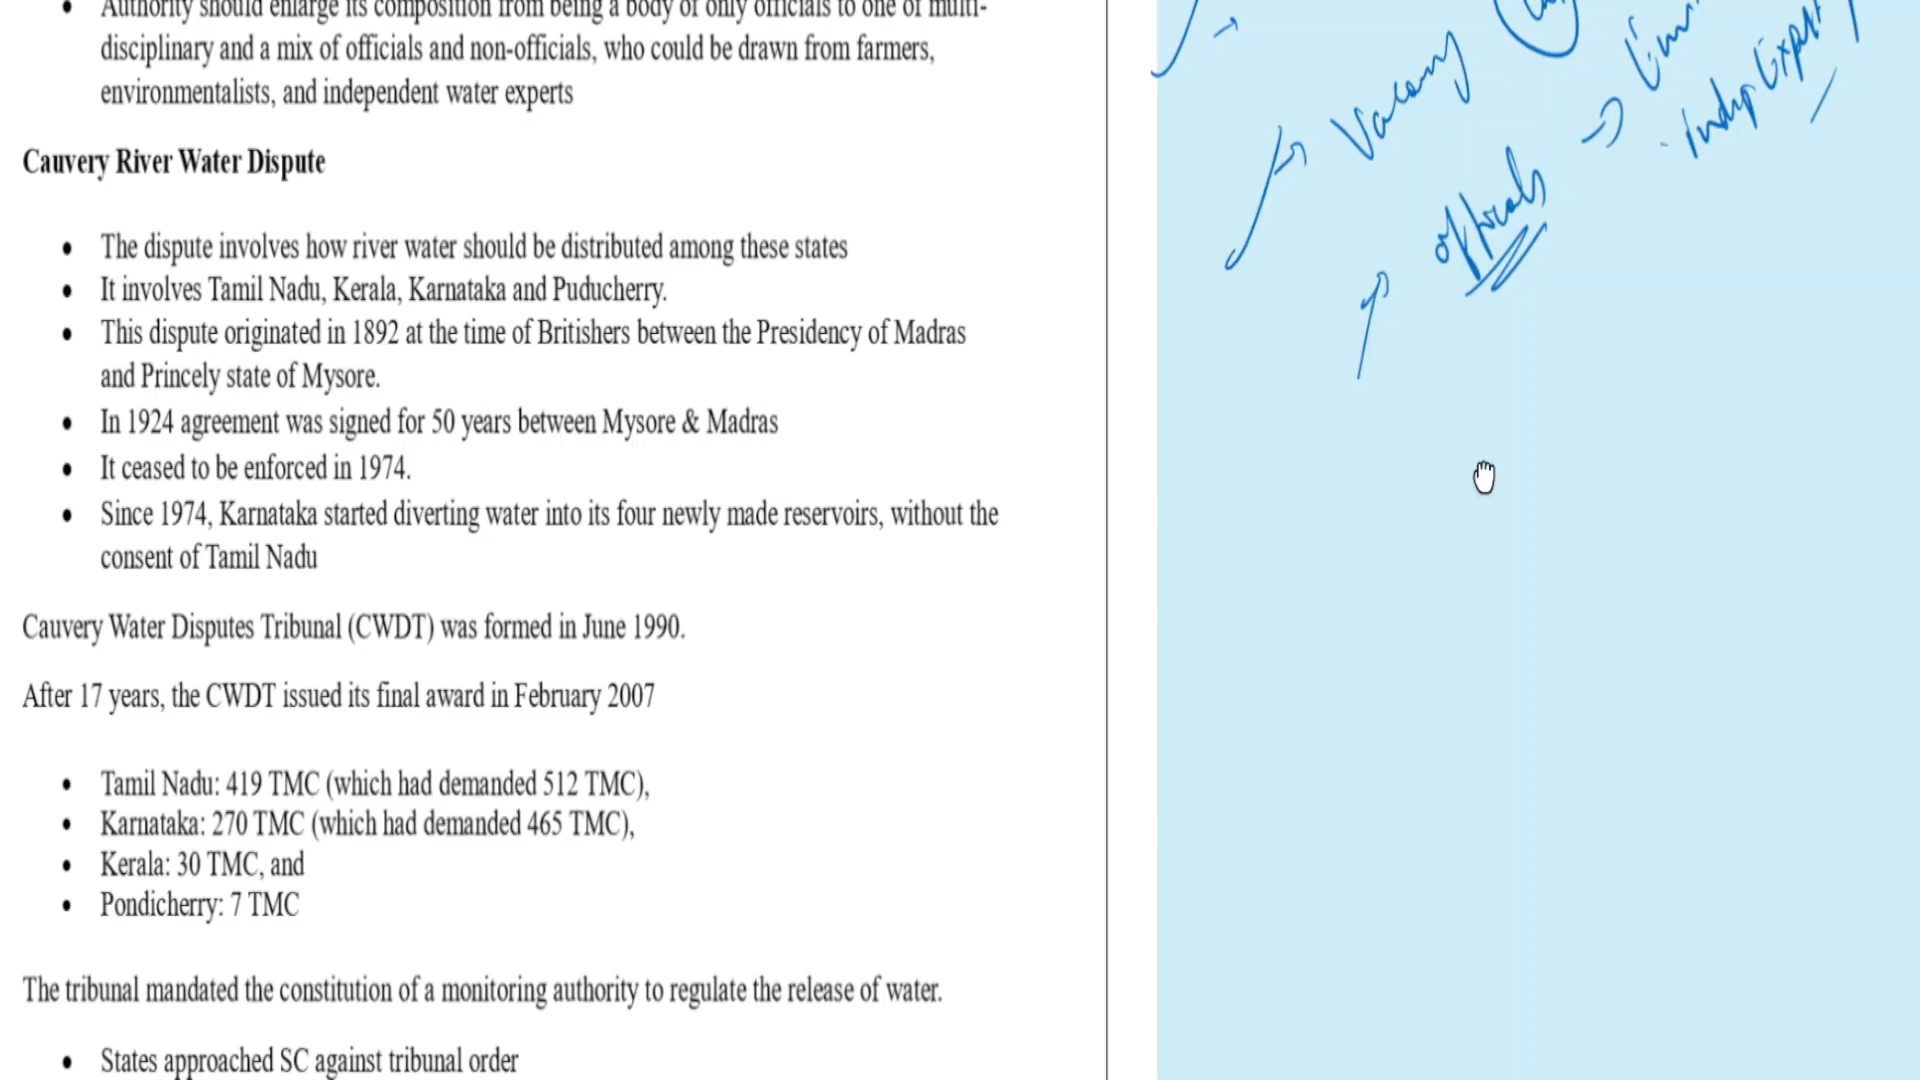 Authority should enlarge its composition from being a body of only officials to one of multi-
disciplinary and a mix of officials and non-officials, who could be drawn from farmers,
environmentalists, and independent water experts
Cauvery River Water Dispute
• The dispute involves how river water should be distributed among these states
• It involves Tamil Nadu, Kerala, Karnataka and Puducherry.
• This dispute originated in 1892 at the time of Britishers between the Presidency of Madras
and Princely state of Mysore.
• In 1924 agreement was signed for 50 years between Mysore & Madras
• It ceased to be enforced in 1974.
• Since 1974, Karnataka started diverting water into its four newly made reservoirs, without the
consent of Tamil Nadu
Cauvery Water Disputes Tribunal (CWDT) was formed in June 1990.
After 17 years, the CWDT issued its final award in February 2007
• Tamil Nadu: 419 TMC (which had demanded 512 TMC),
• Karnataka: 270 TMC (which had demanded 465 TMC),
• Kerala: 30 TMC, and
• Pondicherry: 7 TMC
The tribunal mandated the constitution of a monitoring authority to regulate the release of water.
• States approached SC against tribunal order
Vacancy
officials